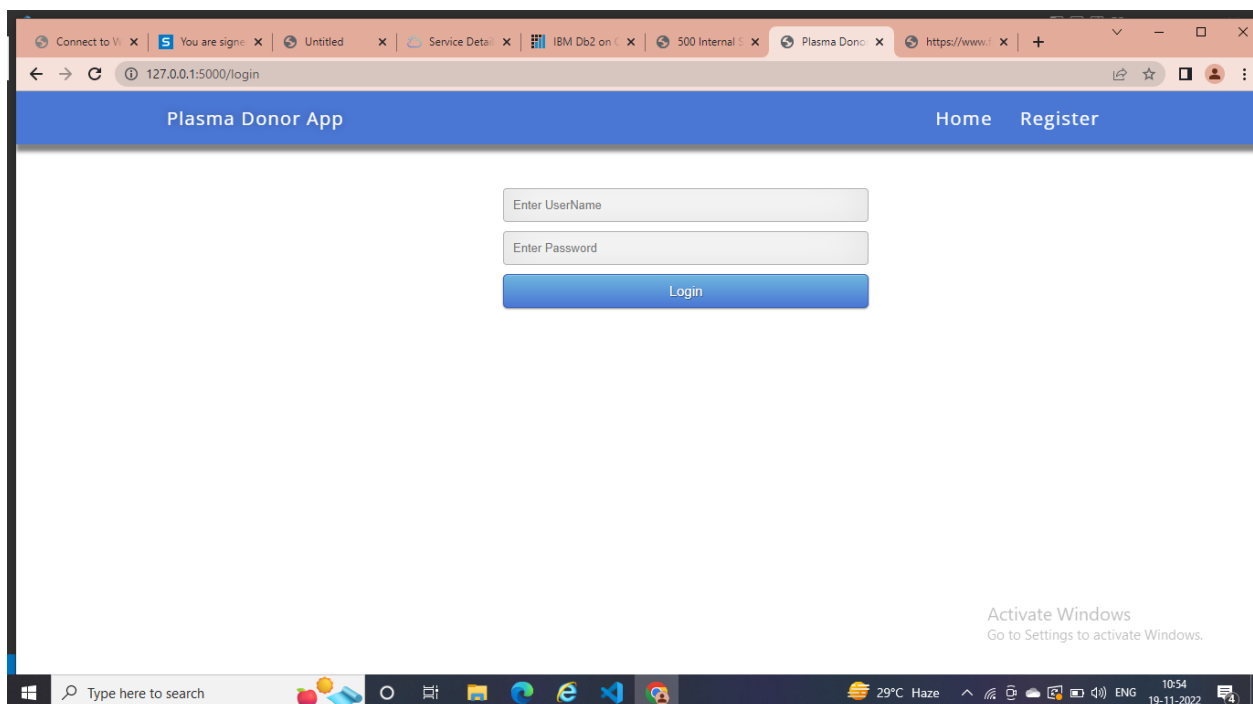 Connect to W
S You are signe
Untitled
Service Detail
IBM Db2 on C
500 Internal S
Plasma Dono
https://www.f
127.0.0.1:5000/login
Plasma Donor App
Home Register
Enter UserName
Enter Password
Login
Activate Windows
Go to Settings to activate Windows.
Type here to search
29°C Haze
ENG
10:54
19-11-2022
4